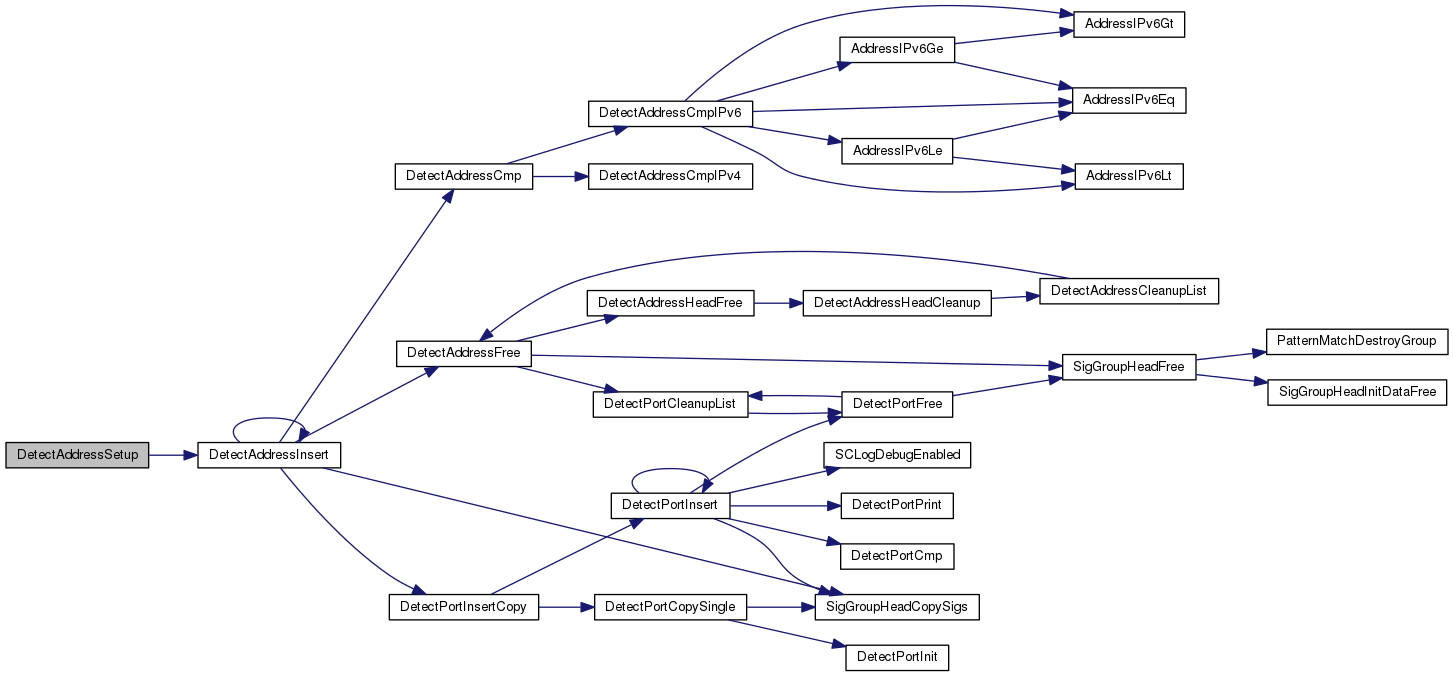 AddressIPv6Gt
AddressIPv6Ge
AddressIPv6Eq
DetectAddressCmpIPv6
AddressIPv6Le
DetectAddressCmp
DetectAddressCmpIPv4
AddressIPv6Lt
DetectAddressCleanupList
DetectAddressHeadFree
DetectAddressHeadCleanup
PatternMatchDestroyGroup
DetectAddressFree
SigGroupHeadFree
SigGroupHeadInitDataFree
DetectPortCleanupList
DetectPortFree
DetectAddressSetup
DetectAddressInsert
SCLogDebugEnabled
DetectPortInsert
DetectPortPrint
DetectPortCmp
DetectPortInsertCopy
DetectPortCopySingle
SigGroupHeadCopySigs
DetectPortInit